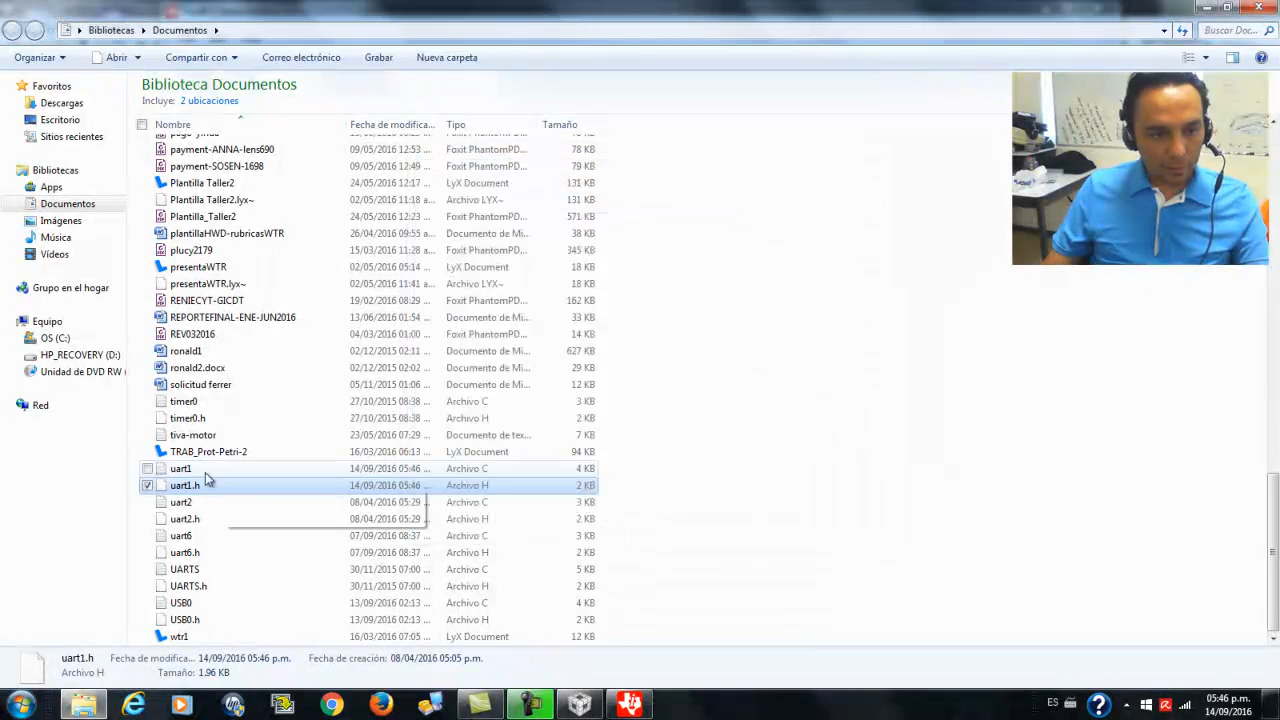 Bibliotecas Documentos
Buscar Doc...
Organizar Abrir Compartir con Correo electrónico Grabar Nueva carpeta
Favoritos
Descargas
Escritorio
Sitios recientes
Bibliotecas
Apps
Documentos
Imágenes
Música
Vídeos
Grupo en el hogar
Equipo
OS (C:)
HP_RECOVERY (D:)
Unidad de DVD RW
Red
Biblioteca Documentos
Incluye: 2 ubicaciones
Nombre Fecha de modifica... Tipo Tamaño
payment-ANNA-lens690 09/05/2016 12:53 Foxit PhantomPD... 78 KB
payment-SOSEN-1698 09/05/2016 12:49 Foxit PhantomPD... 79 KB
Plantilla Taller2 24/05/2016 12:17 LyX Document 131 KB
Plantilla Taller2.lyx~ 02/05/2016 11:18 a... Archivo LYX~ 131 KB
Plantilla_Taller2 24/05/2016 12:23 Foxit PhantomPD... 571 KB
plantillaHWD-rubricasWTR 26/04/2016 09:55 a... Documento de Mi... 38 KB
plucy2179 15/03/2016 11:28 a... Foxit PhantomPD... 345 KB
presentaWTR 02/05/2016 05:14 LyX Document 18 KB
presentaWTR.lyx~ 02/05/2016 11:41 a... Archivo LYX~ 18 KB
RENIECYT-GICDT 19/02/2016 08:29 ... Foxit PhantomPD... 162 KB
REPORTEFINAL-ENE-JUN2016 13/06/2016 01:54 ... Documento de Mi... 33 KB
REV032016 04/03/2016 01:00 ... Foxit PhantomPD... 14 KB
ronald1 02/12/2015 02:11 ... Documento de Mi... 627 KB
ronald2.docx 02/12/2015 02:02 ... Documento de Mi... 29 KB
solicitud ferrer 05/11/2015 01:06 ... Documento de Mi... 12 KB
timer0 27/10/2015 08:38 ... Archivo C 3 KB
timer0.h 27/10/2015 08:38 ... Archivo H 2 KB
tiva-motor 23/05/2016 07:29 ... Documento de tex... 7 KB
TRAB_Prot-Petri-2 16/03/2016 06:13 ... LyX Document 94 KB
uart1 14/09/2016 05:46 ... Archivo C 4 KB
uart1.h 14/09/2016 05:46 ... Archivo H 2 KB
uart2 08/04/2016 05:29 ... Archivo C 3 KB
uart2.h 08/04/2016 05:29 ... Archivo H 2 KB
uart6 07/09/2016 08:37 ... Archivo C 3 KB
uart6.h 07/09/2016 08:37 ... Archivo H 2 KB
UARTS 30/11/2015 07:00 ... Archivo C 5 KB
UARTS.h 30/11/2015 07:00 ... Archivo H 2 KB
USB0 13/09/2016 02:13 ... Archivo C 4 KB
USB0.h 13/09/2016 02:13 ... Archivo H 2 KB
wtr1 16/03/2016 07:05 ... LyX Document 12 KB
uart1.h Fecha de modifica... 14/09/2016 05:46 p.m. Fecha de creación: 08/04/2016 05:05 p.m.
Archivo H Tamaño: 1.96 KB
ES
05:46 p.m.
14/09/2016